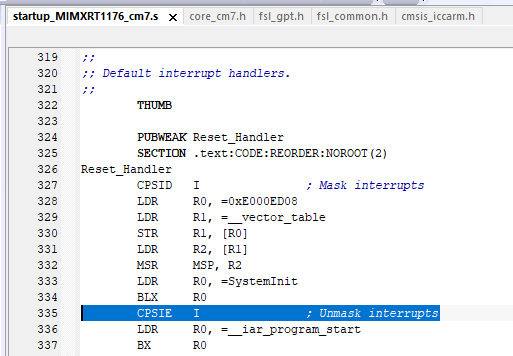 startup_MIMXRT1176_cm7.s x core_cm7.h fsl_gpt.h fsl_common.h cmsis_iccarm.h
319 ;;
320 ;; Default interrupt handlers.
321 ;;
322 THUMB
323
324 PUBWEAK Reset_Handler
325 SECTION .text:CODE:REORDER:NOROOT(2)
326 Reset_Handler
327 CPSID I ; Mask interrupts
328 LDR R0, =0xE000ED08
329 LDR R1, =__vector_table
330 STR R1, [R0]
331 LDR R2, [R1]
332 MSR MSP, R2
333 LDR R0, =SystemInit
334 BLX R0
335 CPSIE I ; Unmask interrupts
336 LDR R0, =__iar_program_start
337 BX R0